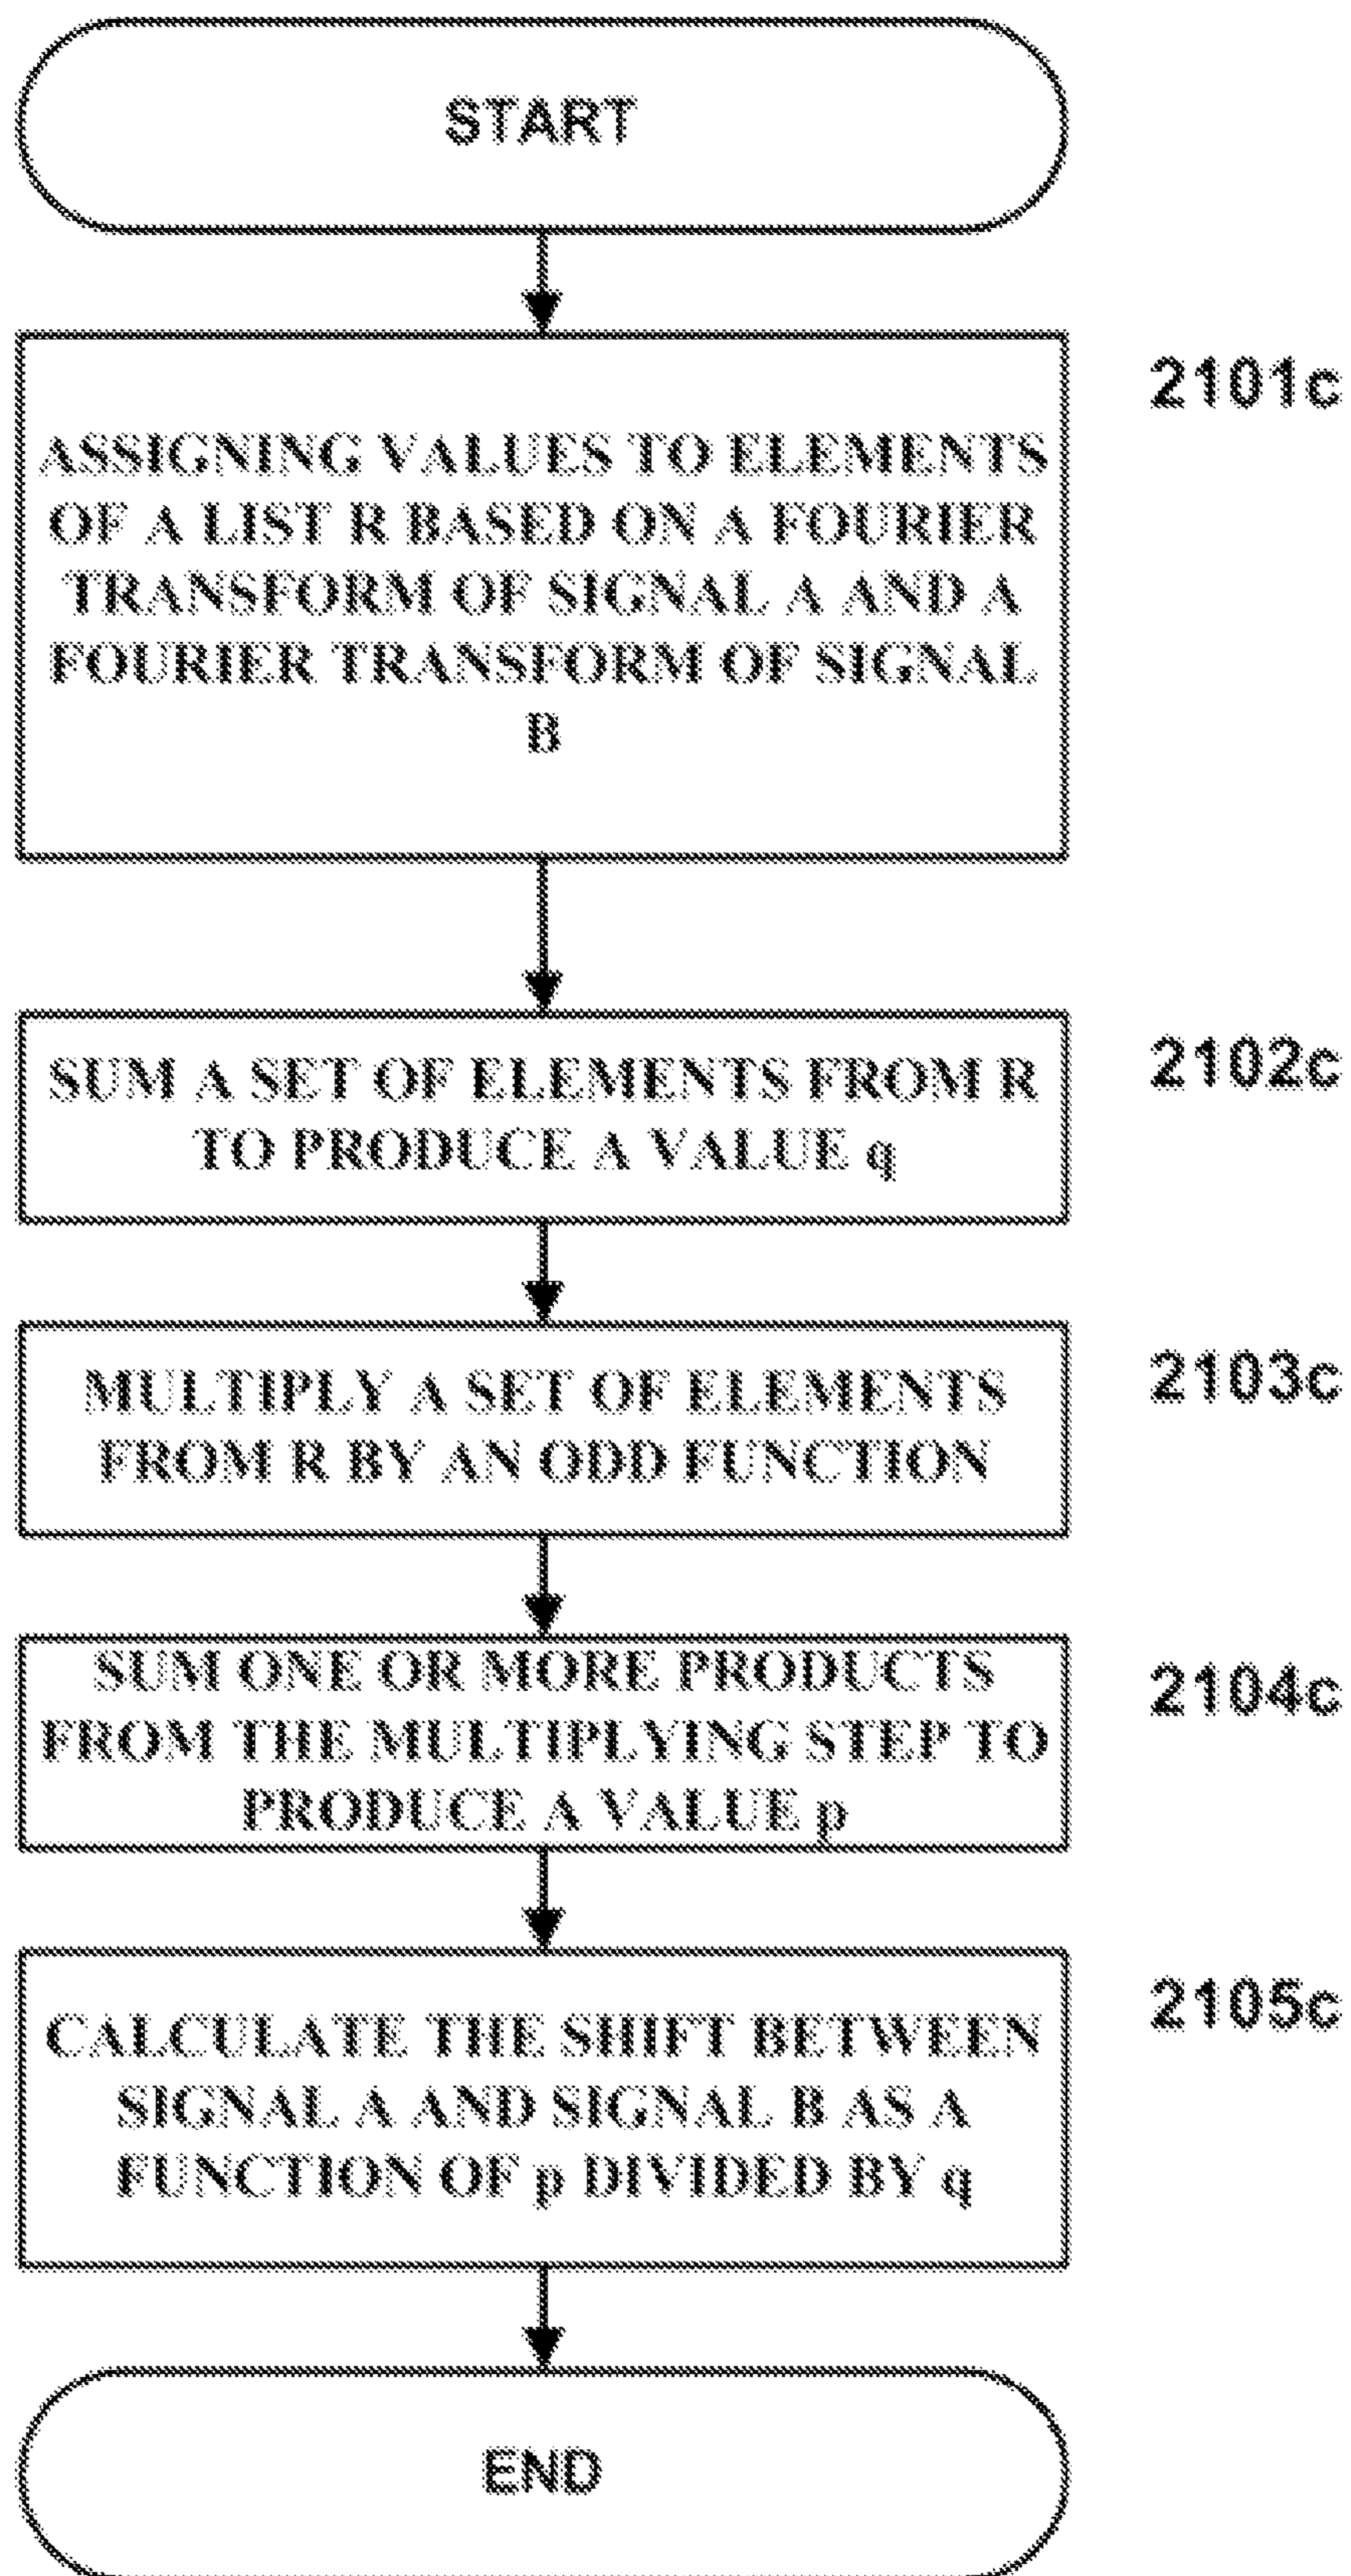 START
2101c
ASSIGNING VALUES TO ELEMENTS
OF A LIST R BASED ON A FOURIER
TRANSFORM OF SIGNAL A AND A
FOURIER TRANSFORM OF SIGNAL
B
2102c
SUM A SET OF ELEMENTS FROM R
TO PRODUCE A VALUE q
2103c
MULTIPLY A SET OF ELEMENTS
FROM R BY AN ODD FUNCTION
2104c
SUM ONE OR MORE PRODUCTS
FROM THE MULTIPLYING STEP TO
PRODUCE A VALUE p
2105c
CALCULATE THE SHIFT BETWEEN
SIGNAL A AND SIGNAL B AS A
FUNCTION OF p DIVIDED BY q
END